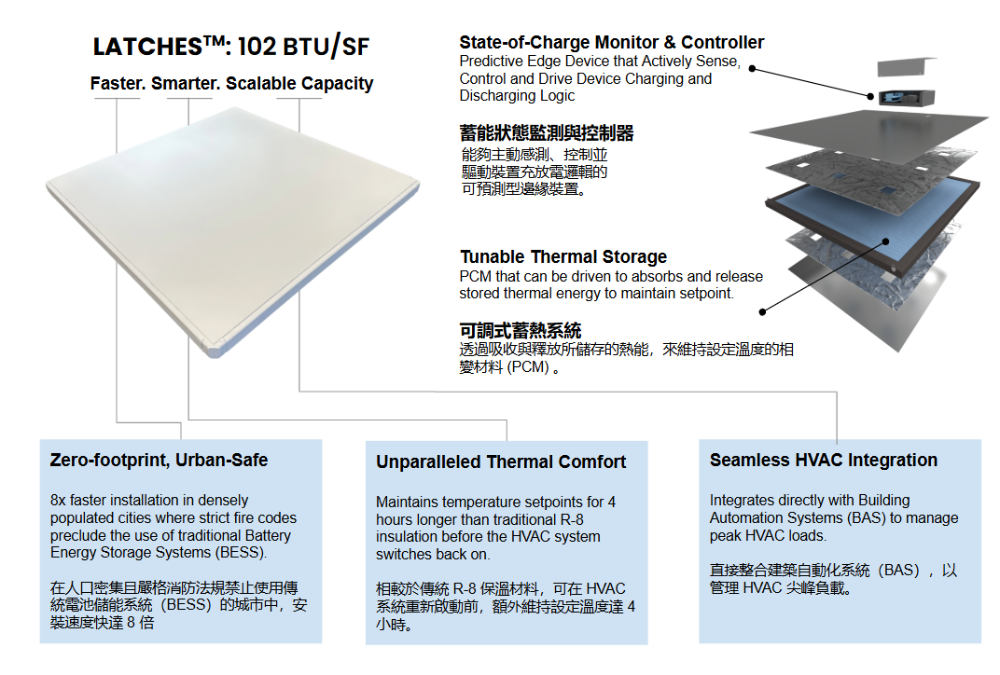 LATCHES™: 102 BTU/SF
Faster. Smarter. Scalable Capacity
State-of-Charge Monitor & Controller
Predictive Edge Device that Actively Sense,
Control and Drive Device Charging and
Discharging Logic
蓄能狀態監測與控制器
能夠主動感測、控制並
驅動裝置充放電邏輯的
可預測型邊緣裝置。
Tunable Thermal Storage
PCM that can be driven to absorbs and release
stored thermal energy to maintain setpoint.
可調式蓄熱系統
透過吸收與釋放所儲存的熱能，來維持設定溫度的相
變材料 (PCM) 。
Zero-footprint, Urban-Safe
8x faster installation in densely
populated cities where strict fire codes
preclude the use of traditional Battery
Energy Storage Systems (BESS).
在人口密集且嚴格消防法規禁止使用傳
統電池儲能系統（BESS）的城市中，安
裝速度快達 8 倍
Unparalleled Thermal Comfort
Maintains temperature setpoints for 4
hours longer than traditional R-8
insulation before the HVAC system
switches back on.
相較於傳統 R-8 保溫材料，可在 HVAC
系統重新啟動前，額外維持設定溫度達 4
小時。
Seamless HVAC Integration
Integrates directly with Building
Automation Systems (BAS) to manage
peak HVAC loads.
直接整合建築自動化系統（BAS），以
管理 HVAC 尖峰負載。